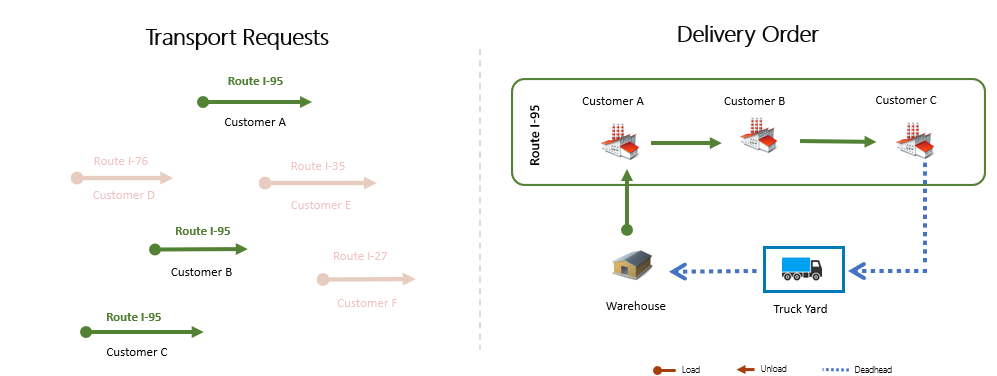 Transport Requests
Route I-95
Customer A
Route I-76
Customer D
Route I-35
Customer E
Route I-95
Customer B
Route I-27
Customer F
Route I-95
Customer C
Delivery Order
Route I-95
Customer A
Customer B
Customer C
Warehouse
Truck Yard
Load
Unload
Deadhead